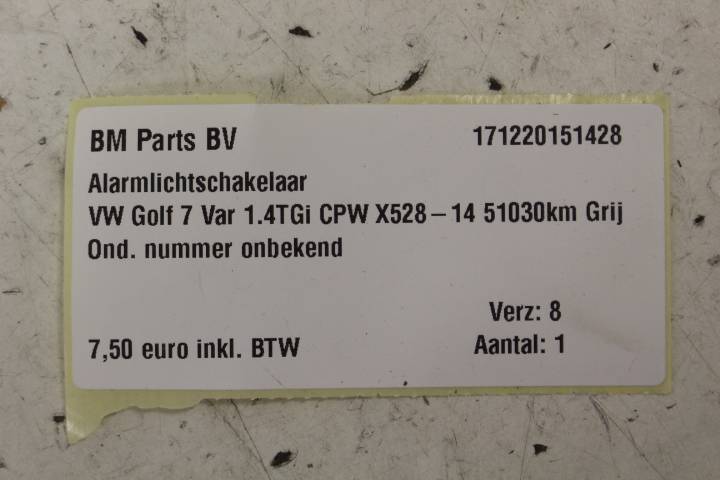 BM Parts BV 171220151428
Alarmlichtschakelaar
VW Golf 7 Var 1.4TGi CPW X528-14 51030km Grij
Ond. nummer onbekend
Verz: 8
7,50 euro inkl. BTW Aantal: 1